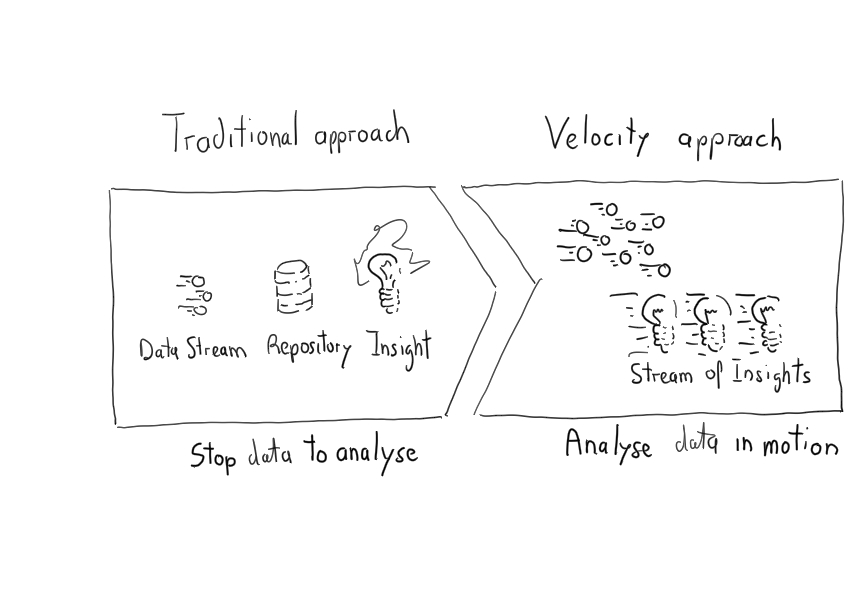 Traditional approach
Velocity approach
Data Stream
Repository
Insight
Stream of Insights
Stop data to analyse
Analyse data in motion